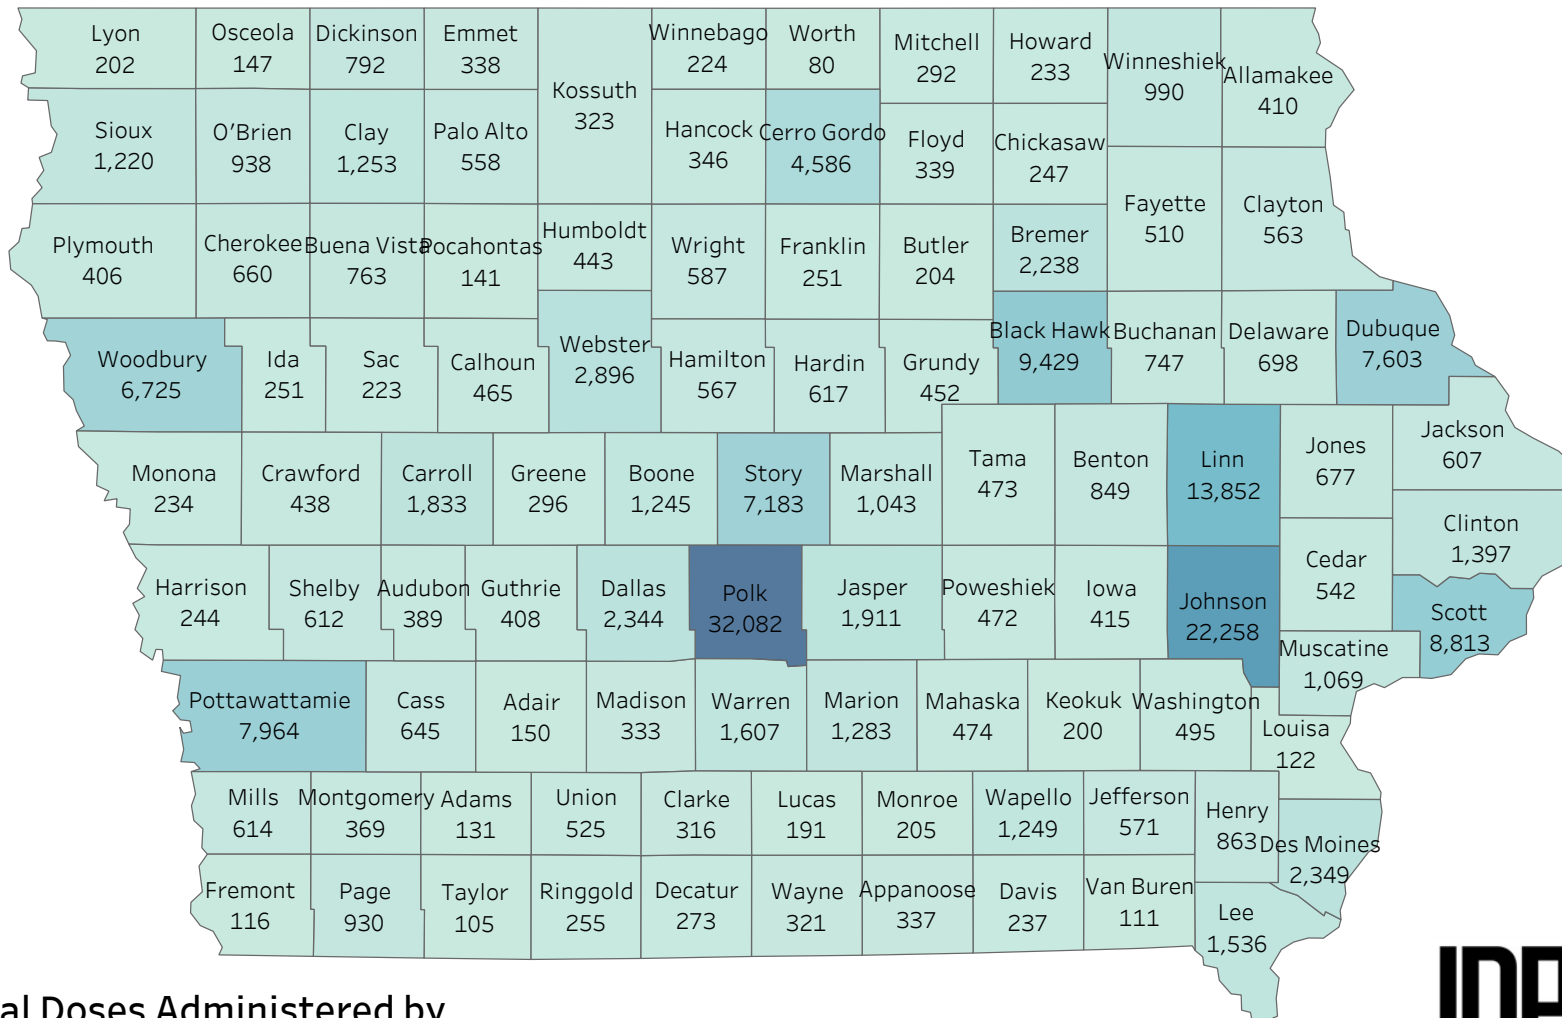 Lyon
202
Osceola
147
Dickinson
792
Emmet
338
Kossuth
323
Winnebago
224
Worth
80
Mitchell
292
Howard
233
Winneshiek
990
Allamakee
410
Sioux
1,220
O'Brien
938
Clay
1,253
Palo Alto
558
Hancock
346
Cerro Gordo
4,586
Floyd
339
Chickasaw
247
Fayette
510
Clayton
563
Plymouth
406
Cherokee
660
Buena Vista
763
Pocahontas
141
Humboldt
443
Wright
587
Franklin
251
Butler
204
Bremer
2,238
Woodbury
6,725
Ida
251
Sac
223
Calhoun
465
Webster
2,896
Hamilton
567
Hardin
617
Grundy
452
Black Hawk
9,429
Buchanan
747
Delaware
698
Dubuque
7,603
Monona
234
Crawford
438
Carroll
1,833
Greene
296
Boone
1,245
Story
7,183
Marshall
1,043
Tama
473
Benton
849
Linn
13,852
Jones
677
Jackson
607
Clinton
1,397
Harrison
244
Shelby
612
Audubon
389
Guthrie
408
Dallas
2,344
Polk
32,082
Jasper
1,911
Poweshiek
472
Iowa
415
Johnson
22,258
Cedar
542
Scott
8,813
Muscatine
1,069
Pottawattamie
7,964
Cass
645
Adair
150
Madison
333
Warren
1,607
Marion
1,283
Mahaska
474
Keokuk
200
Washington
495
Louisa
122
Mills
614
Montgomery
369
Adams
131
Union
525
Clarke
316
Lucas
191
Monroe
205
Wapello
1,249
Jefferson
571
Henry
863
Des Moines
2,349
Fremont
116
Page
930
Taylor
105
Ringgold
255
Decatur
273
Wayne
321
Appanoose
337
Davis
237
Van Buren
111
Lee
1,536
al Doses Administered by